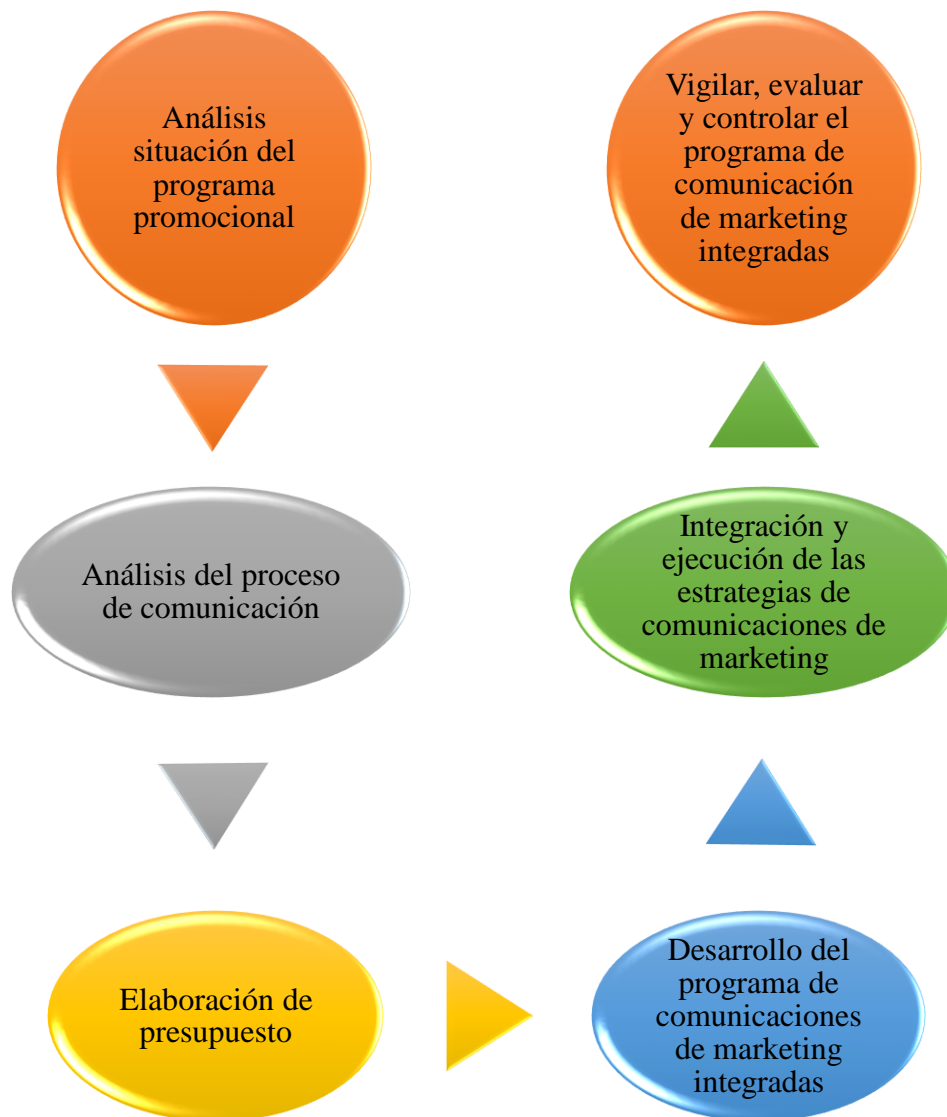 Análisis
situación del
programa
promocional
Análisis del proceso
de comunicación
Elaboración de
presupuesto
Desarrollo del
programa de
comunicaciones
de marketing
integradas
Integración y
ejecución de las
estrategias de
comunicaciones de
marketing
Vigilar, evaluar
y controlar el
programa de
comunicación
de marketing
integradas